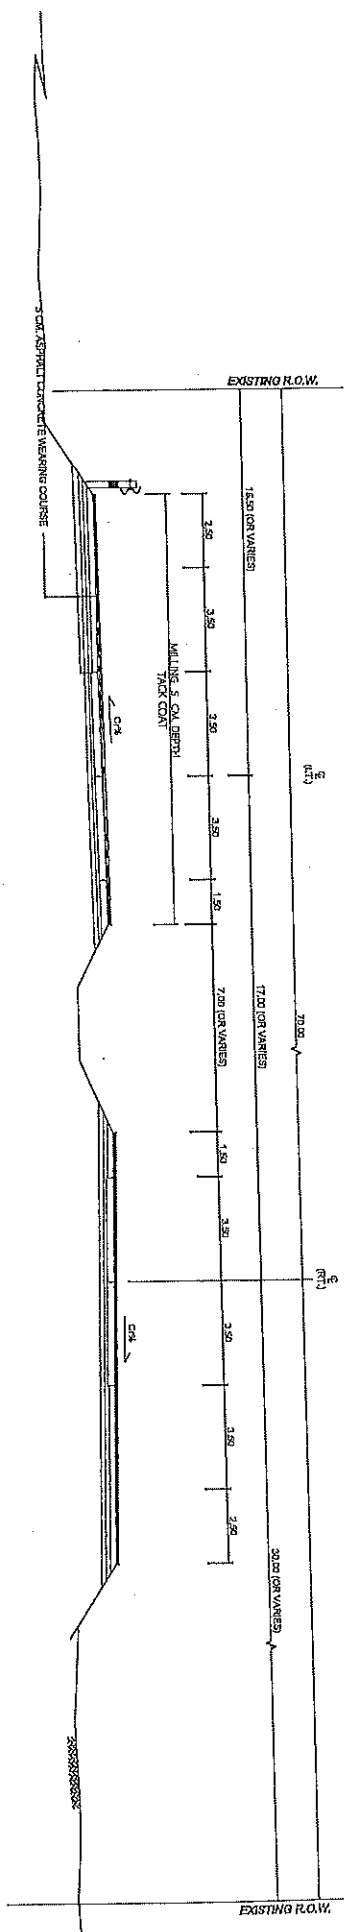 EXISTING R.O.W.
EXISTING R.O.W.
70.00
16.50 (OR VARIES)
17.00 (OR VARIES)
30.00 (OR VARIES)
℄
(LT.)
℄
(RT.)
2.50
3.50
3.50
3.50
1.50
7.00 (OR VARIES)
1.50
3.50
3.50
3.50
2.50
MILLING 5 CM. DEPTH
TACK COAT
Cr%
Cr%
5 CM. ASPHALT CONCRETE WEARING COURSE